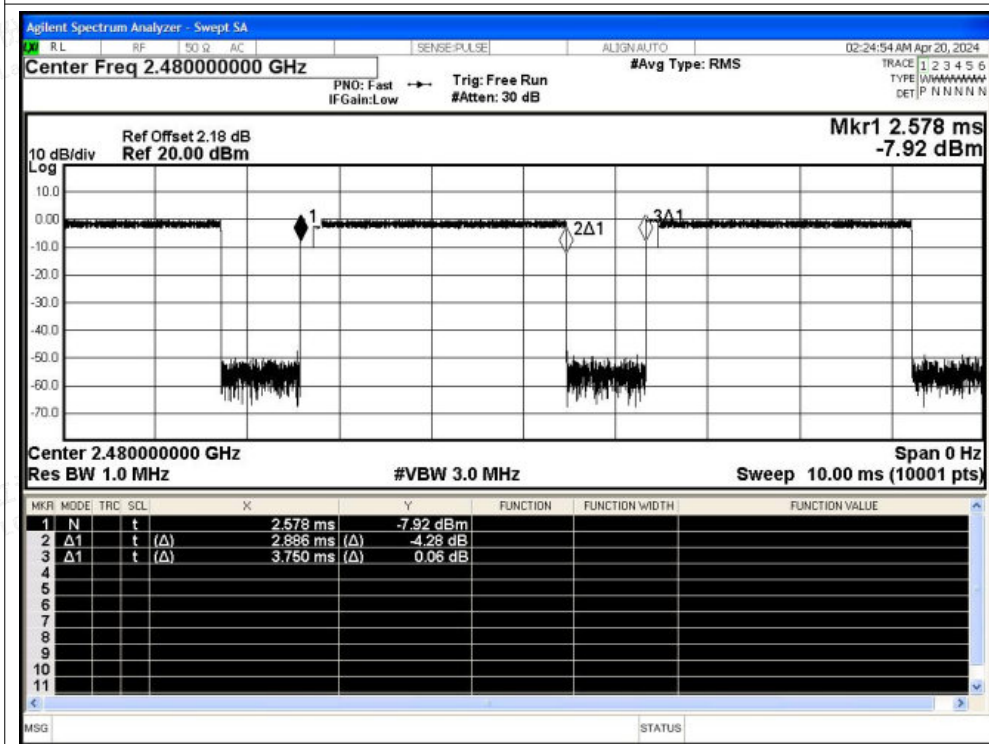 Agilent Spectrum Analyzer - Swept SA
RL RF 50 Ω AC SENSE:PULSE ALIGN AUTO 02:24:54 AM Apr 20, 2024
Center Freq 2.480000000 GHz #Avg Type: RMS TRACE 1 2 3 4 5 6
PNO: Fast Trig: Free Run TYPE WWWWWW
IFGain:Low #Atten: 30 dB DET P N N N N N
Mkr1 2.578 ms
Ref Offset 2.18 dB
10 dB/div Ref 20.00 dBm -7.92 dBm
Log
10.0
0.00
-10.0
-20.0
-30.0
-40.0
-50.0
-60.0
-70.0
1
2Δ1
3Δ1
Center 2.480000000 GHz Span 0 Hz
Res BW 1.0 MHz #VBW 3.0 MHz Sweep 10.00 ms (10001 pts)
MKR MODE TRC SCL X Y FUNCTION FUNCTION WIDTH FUNCTION VALUE
1 N t 2.578 ms -7.92 dBm
2 Δ1 t (Δ) 2.886 ms (Δ) -4.28 dB
3 Δ1 t (Δ) 3.750 ms (Δ) 0.06 dB
4
5
6
7
8
9
10
11
MSG STATUS